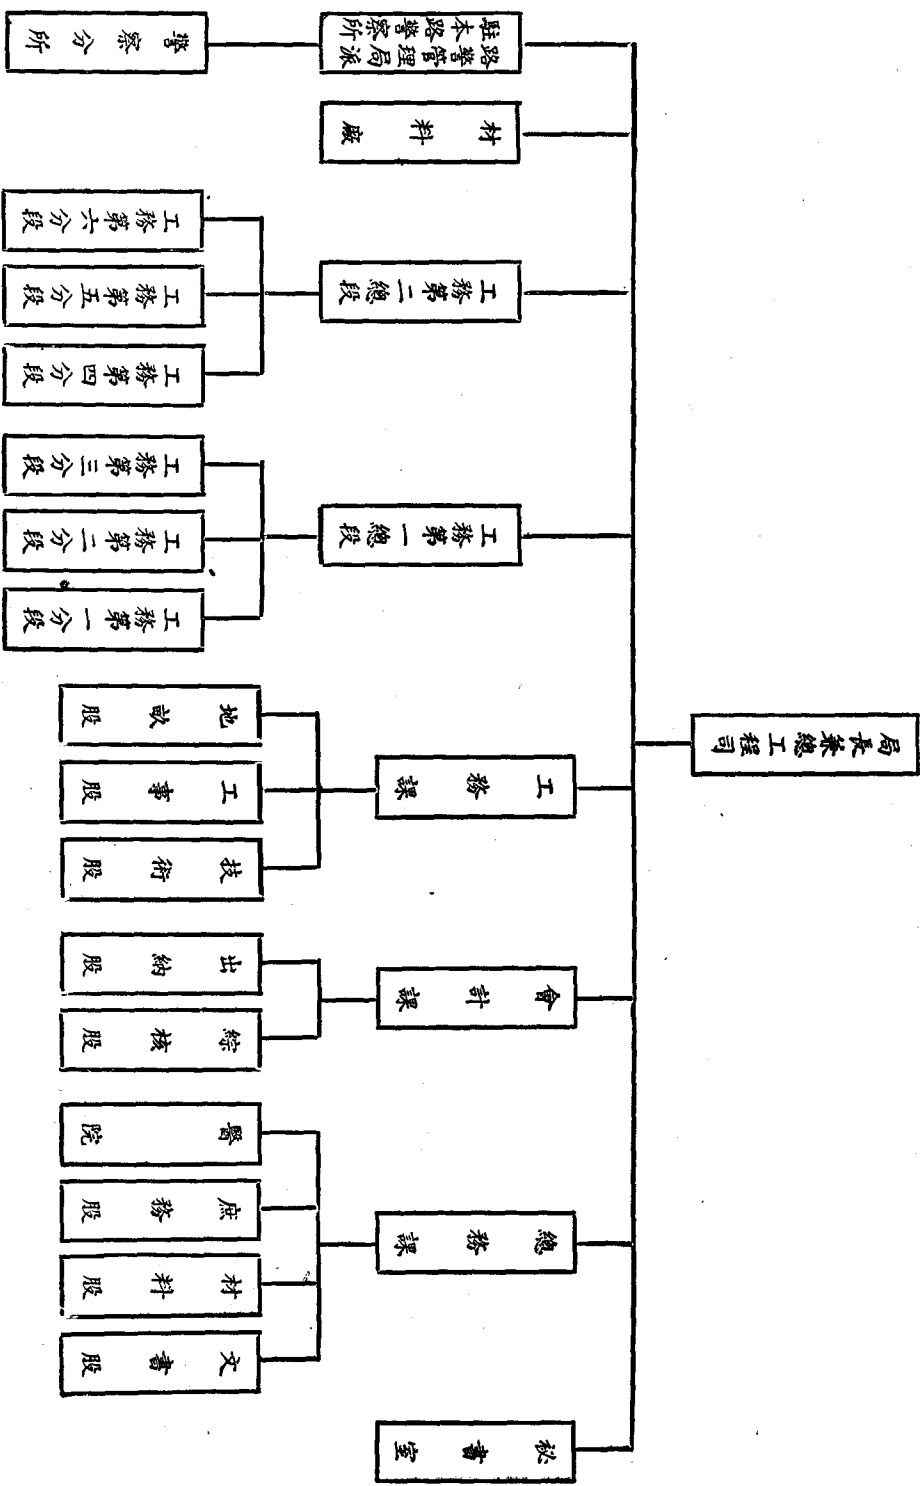 局長兼總工程司
秘書室
總務課
文書股
材料股
庶務股
醫院
會計課
綜核股
出納股
工務課
技術股
工事股
地畝股
工務第一總段
工務第一分段
工務第二分段
工務第三分段
工務第二總段
工務第四分段
工務第五分段
工務第六分段
材料廠
路警管理局派
駐本路警察所
警察分所